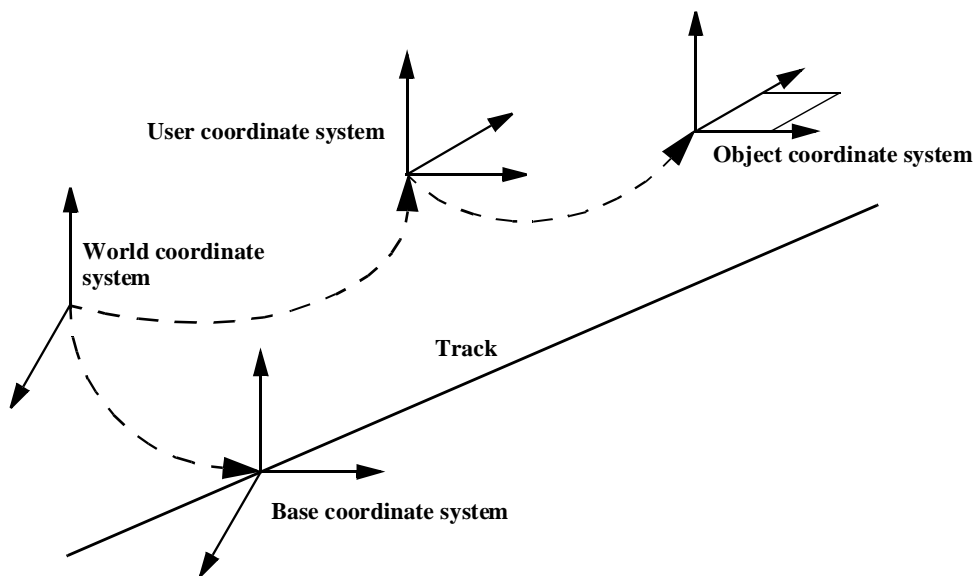 User coordinate system
Object coordinate system
World coordinate
system
Track
Base coordinate system